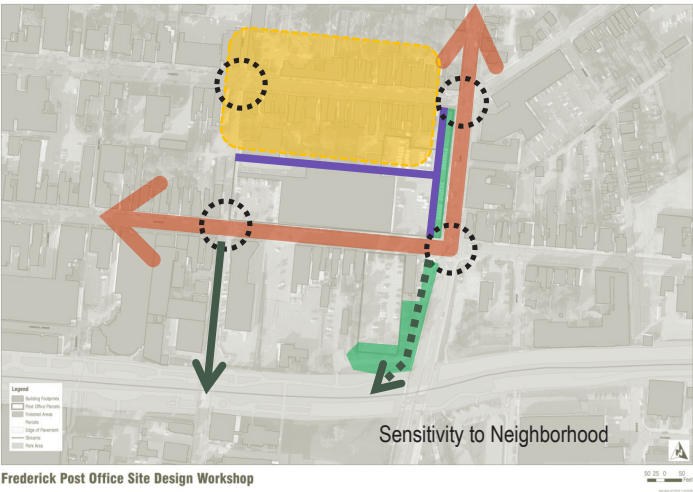 Sensitivity to Neighborhood
Legend
Building Footprints
Post Office Parcels
Forested Areas
Parcels
Edge of Pavement
Streams
Park Area
Frederick Post Office Site Design Workshop
50 25 0 50
Feet